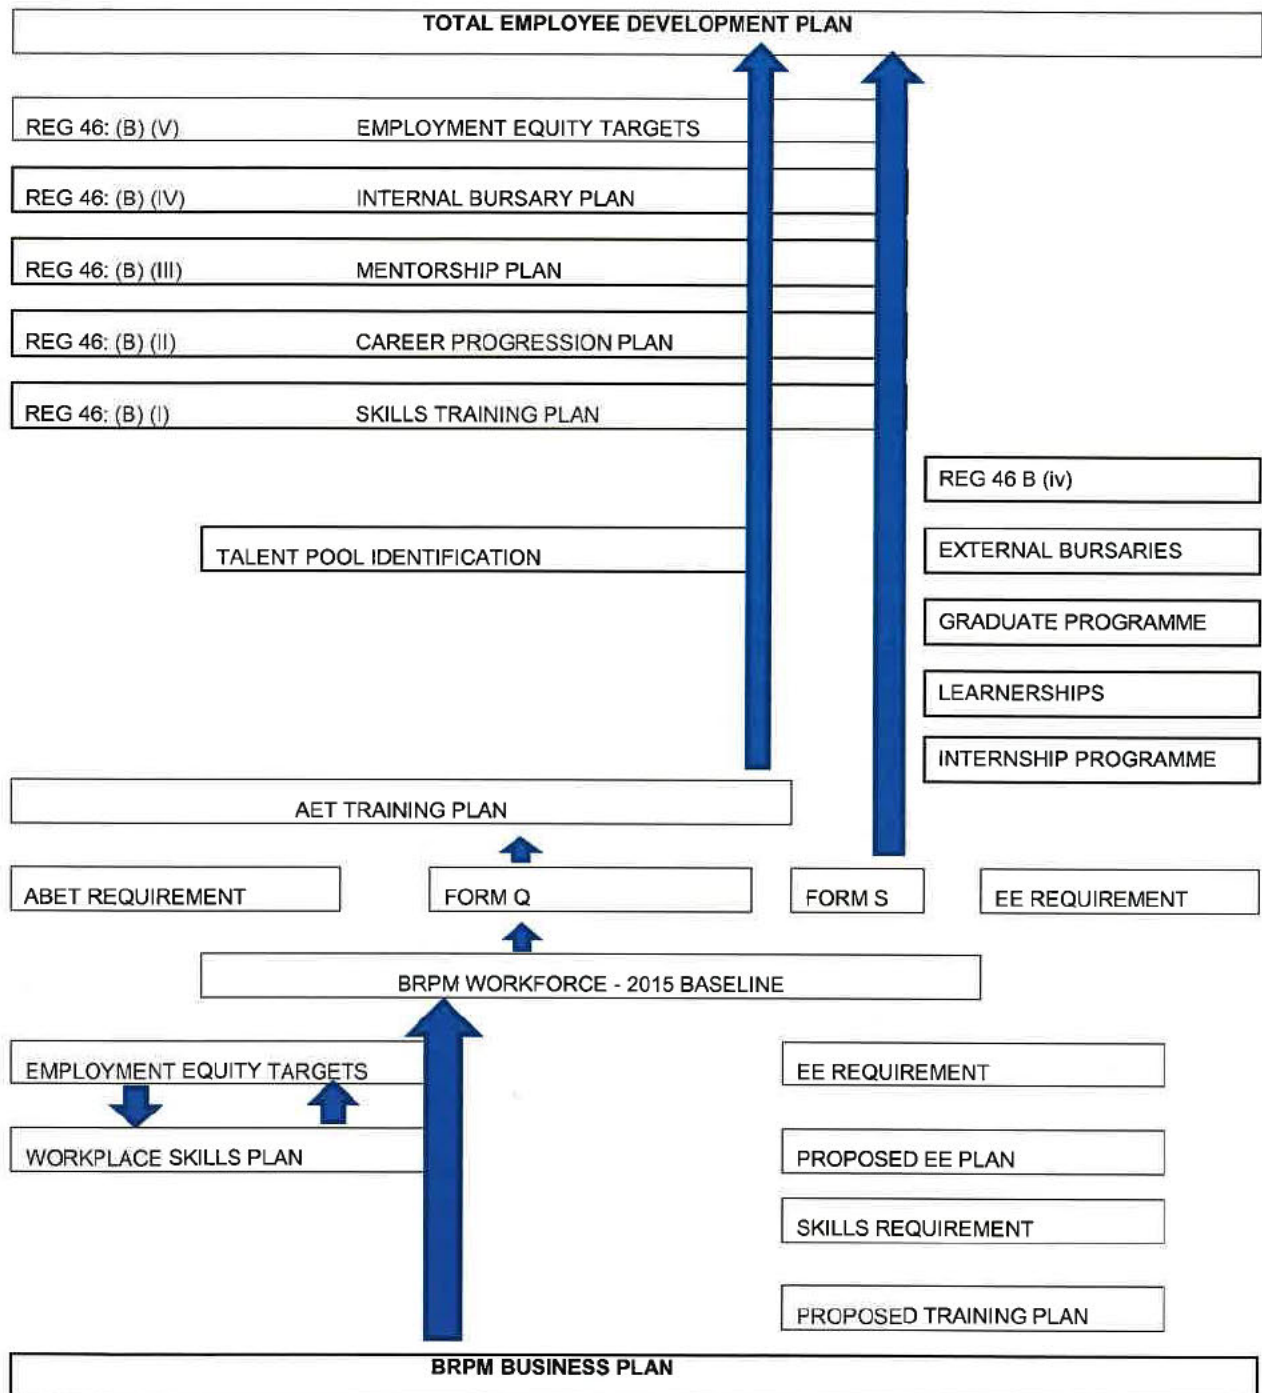 TOTAL EMPLOYEE DEVELOPMENT PLAN
REG 46: (B) (V) EMPLOYMENT EQUITY TARGETS
REG 46: (B) (IV) INTERNAL BURSARY PLAN
REG 46: (B) (III) MENTORSHIP PLAN
REG 46: (B) (II) CAREER PROGRESSION PLAN
REG 46: (B) (I) SKILLS TRAINING PLAN
REG 46 B (iv)
TALENT POOL IDENTIFICATION
EXTERNAL BURSARIES
GRADUATE PROGRAMME
LEARNERSHIPS
INTERNSHIP PROGRAMME
AET TRAINING PLAN
ABET REQUIREMENT
FORM Q
FORM S
EE REQUIREMENT
BRPM WORKFORCE - 2015 BASELINE
EMPLOYMENT EQUITY TARGETS
EE REQUIREMENT
WORKPLACE SKILLS PLAN
PROPOSED EE PLAN
SKILLS REQUIREMENT
PROPOSED TRAINING PLAN
BRPM BUSINESS PLAN